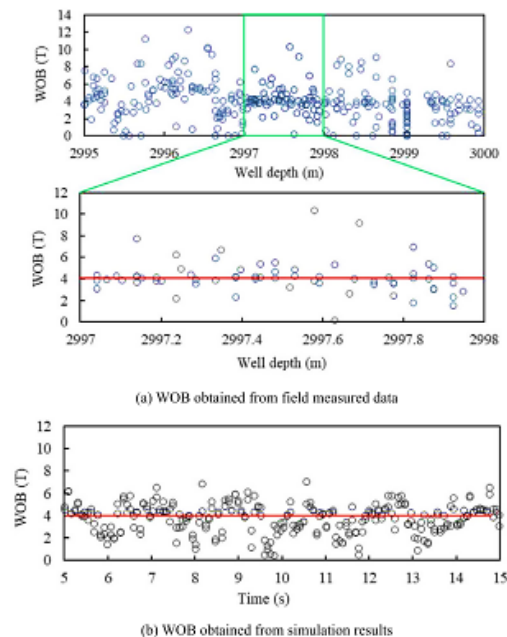 14
12
10
8
6
4
2
0
WOB (T)
2995 2996 2997 2998 2999 3000
Well depth (m)
12
10
8
6
4
2
0
WOB (T)
2997 2997.2 2997.4 2997.6 2997.8 2998
Well depth (m)
(a) WOB obtained from field measured data
12
10
8
6
4
2
0
WOB (T)
5 6 7 8 9 10 11 12 13 14 15
Time (s)
(b) WOB obtained from simulation results